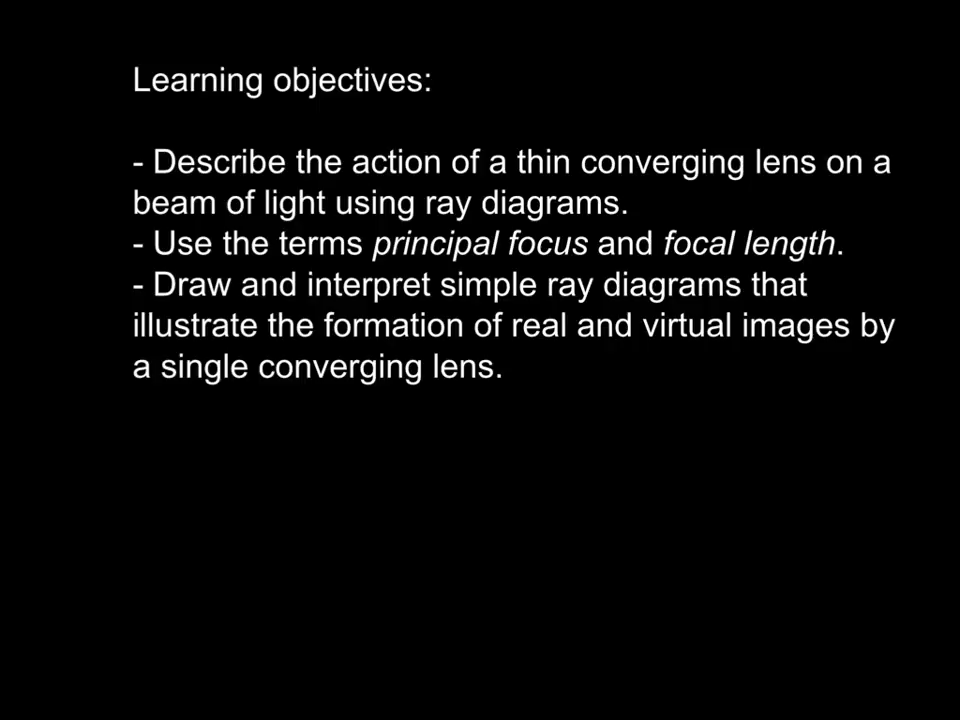 Learning objectives:
- Describe the action of a thin converging lens on a
beam of light using ray diagrams.
- Use the terms principal focus and focal length.
- Draw and interpret simple ray diagrams that
illustrate the formation of real and virtual images by
a single converging lens.